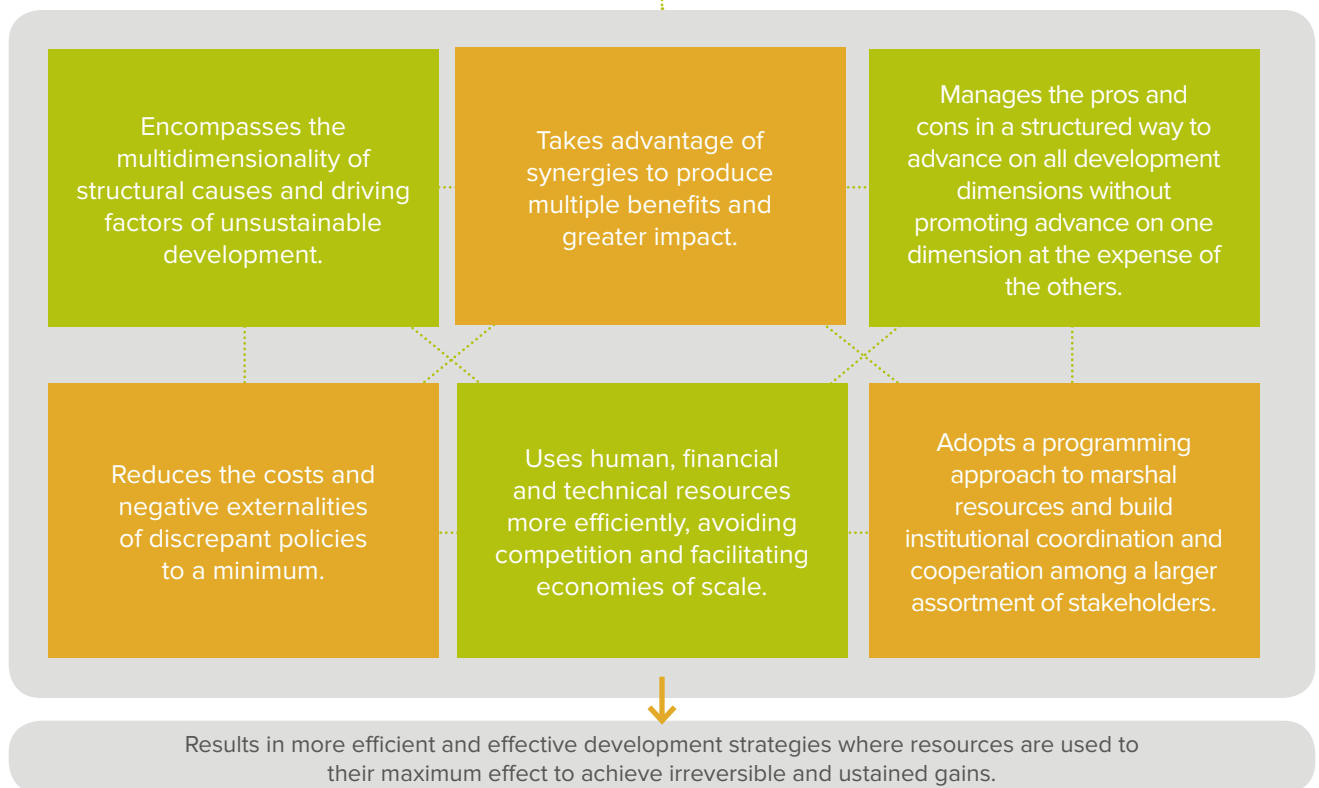 Encompasses the
multidimensionality of
structural causes and driving
factors of unsustainable
development.
Takes advantage of
synergies to produce
multiple benefits and
greater impact.
Manages the pros and
cons in a structured way to
advance on all development
dimensions without
promoting advance on one
dimension at the expense of
the others.
Reduces the costs and
negative externalities
of discrepant policies
to a minimum.
Uses human, financial
and technical resources
more efficiently, avoiding
competition and facilitating
economies of scale.
Adopts a programming
approach to marshal
resources and build
institutional coordination and
cooperation among a larger
assortment of stakeholders.
Results in more efficient and effective development strategies where resources are used to
their maximum effect to achieve irreversible and ustained gains.